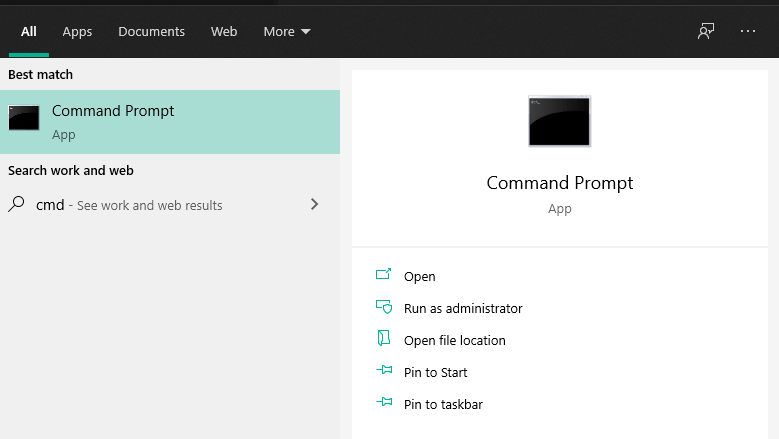 All Apps Documents Web More
Best match
Command Prompt
App
Search work and web
cmd - See work and web results
Command Prompt
App
Open
Run as administrator
Open file location
Pin to Start
Pin to taskbar